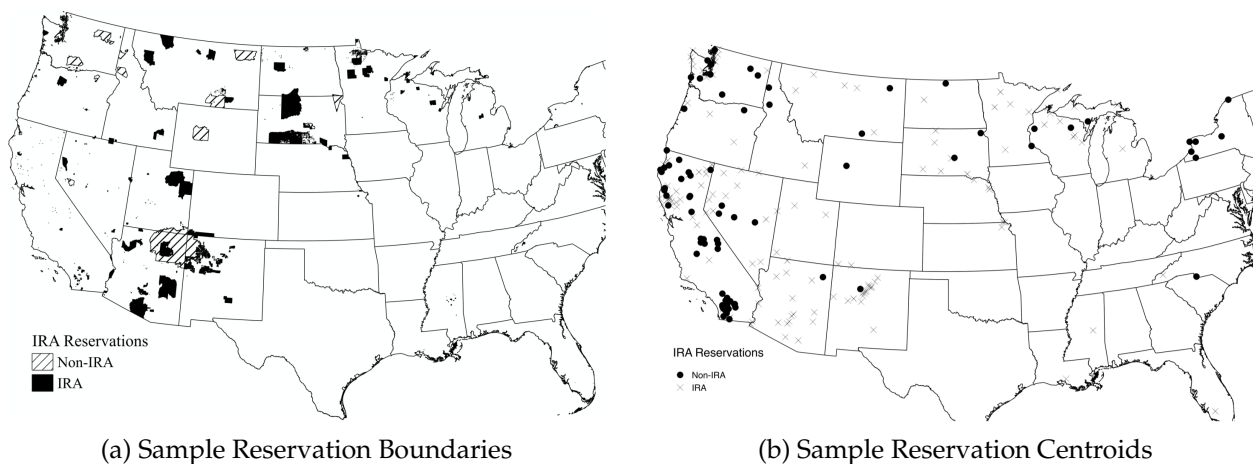 IRA Reservations
Non-IRA
IRA
IRA Reservations
Non-IRA
IRA
(a) Sample Reservation Boundaries
(b) Sample Reservation Centroids